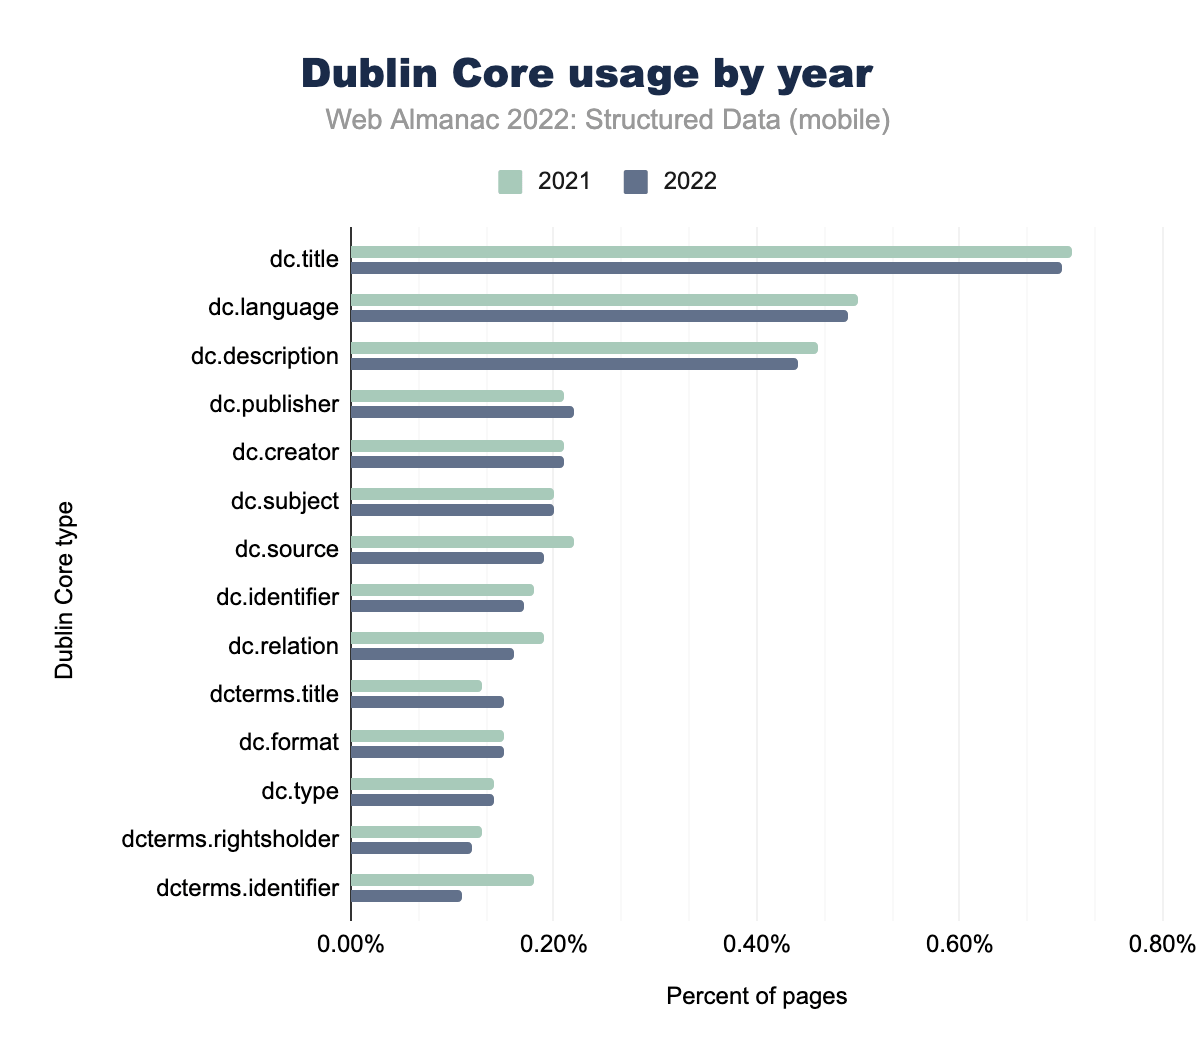 Dublin Core usage by year
Web Almanac 2022: Structured Data (mobile)
2021 2022
dc.title
dc.language
dc.description
dc.publisher
dc.creator
dc.subject
dc.source
dc.identifier
dc.relation
dcterms.title
dc.format
dc.type
dcterms.rightsholder
dcterms.identifier
Dublin Core type
0.00% 0.20% 0.40% 0.60% 0.80%
Percent of pages